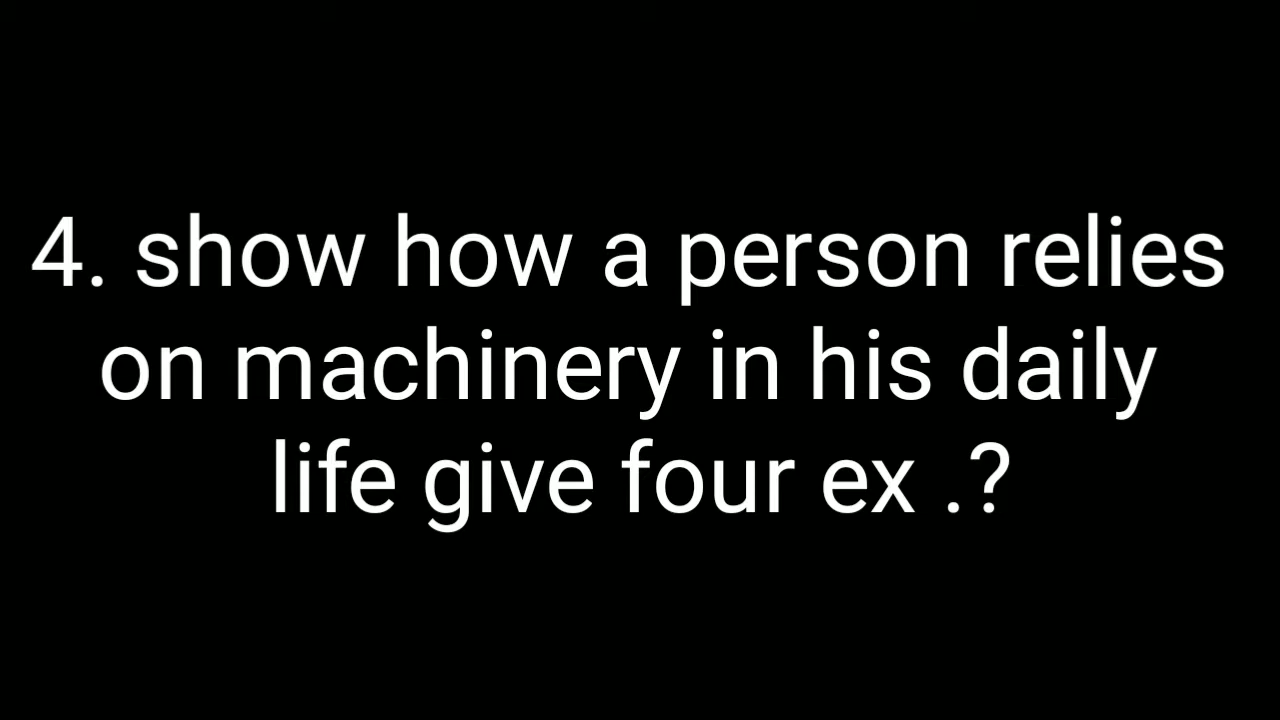 4. show how a person relies
on machinery in his daily
life give four ex .?